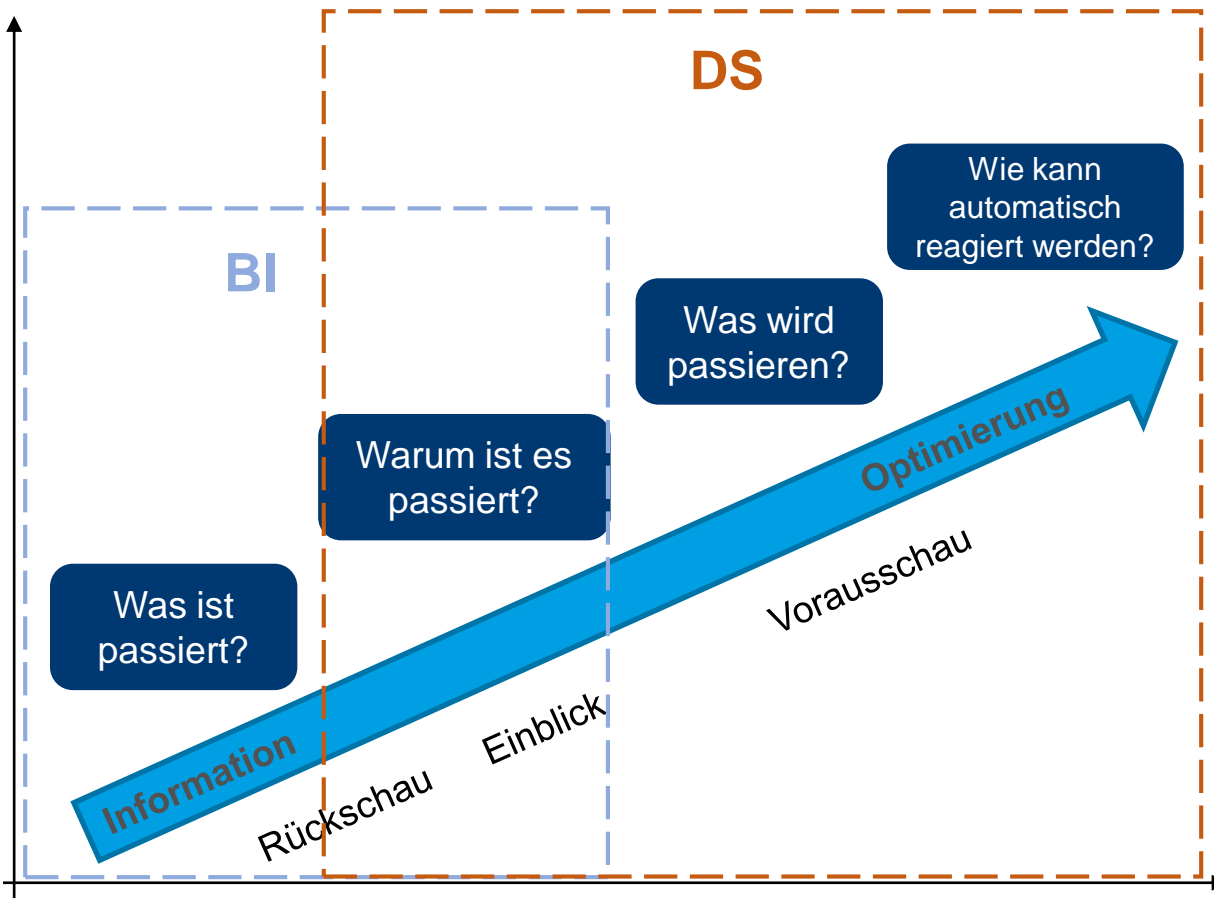 DS
BI
Wie kann
automatisch
reagiert werden?
Was wird
passieren?
Warum ist es
passiert?
Was ist
passiert?
Information
Optimierung
Rückschau
Einblick
Vorausschau